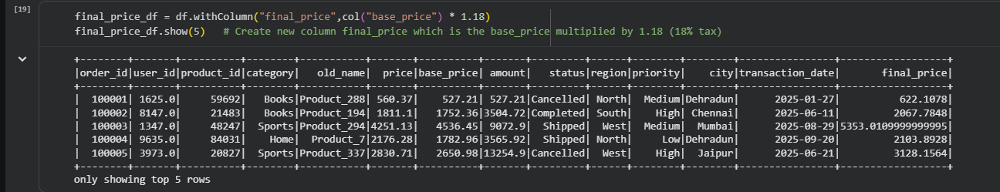 [19]
final_price_df = df.withColumn("final_price",col("base_price") * 1.18)
final_price_df.show(5)   # Create new column final_price which is the base_price multiplied by 1.18 (18% tax)
+--------+-------+----------+--------+-----------+-------+----------+-------+---------+------+--------+--------+----------------+------------------+
|order_id|user_id|product_id|category|   old_name|  price|base_price| amount|   status|region|priority|    city|transaction_date|       final_price|
+--------+-------+----------+--------+-----------+-------+----------+-------+---------+------+--------+--------+----------------+------------------+
|  100001| 1625.0|     59692|   Books|Product_288| 560.37|    527.21| 527.21|Cancelled| North|  Medium|Dehradun|      2025-01-27|          622.1078|
|  100002| 8147.0|     21483|   Books|Product_194| 1811.1|   1752.36|3504.72|Completed| South|    High| Chennai|      2025-06-11|         2067.7848|
|  100003| 1347.0|     48247|  Sports|Product_294|4251.13|   4536.45| 9072.9|  Shipped|  West|  Medium|  Mumbai|      2025-08-29|5353.0109999999995|
|  100004| 9635.0|     84031|    Home|  Product_7|2176.28|   1782.96|3565.92|  Shipped| North|     Low|Dehradun|      2025-09-20|         2103.8928|
|  100005| 3973.0|     20827|  Sports|Product_337|2830.71|   2650.98|13254.9|Cancelled|  West|    High|  Jaipur|      2025-06-21|         3128.1564|
+--------+-------+----------+--------+-----------+-------+----------+-------+---------+------+--------+--------+----------------+------------------+
only showing top 5 rows